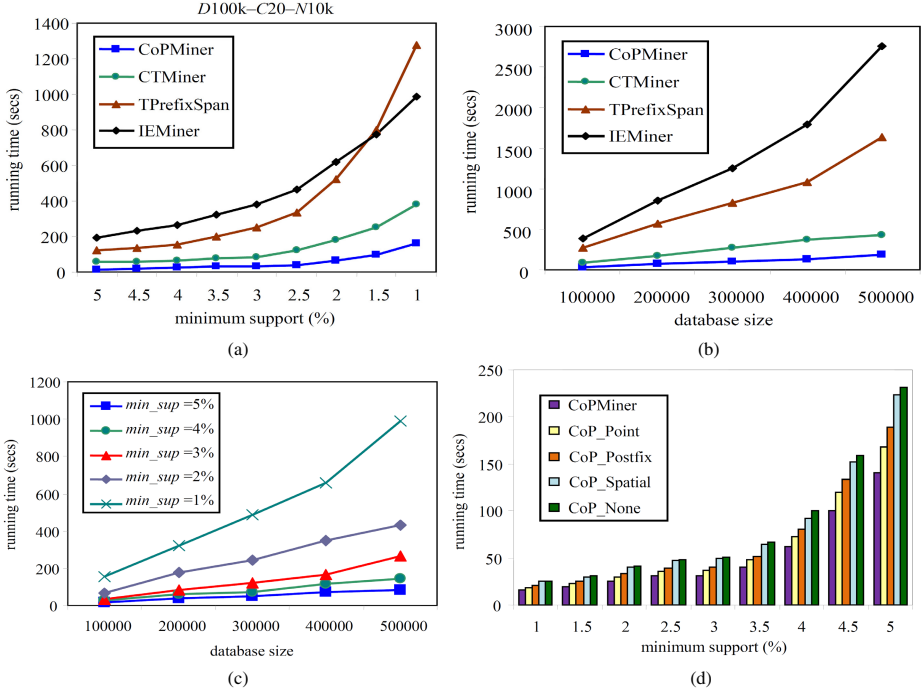 D100k–C20–N10k
1400
1200
1000
800
600
400
200
0
running time (secs)
CoPMiner
CTMiner
TPrefixSpan
IEMiner
5 4.5 4 3.5 3 2.5 2 1.5 1
minimum support (%)
(a)
3000
2500
2000
1500
1000
500
0
running time (secs)
CoPMiner
CTMiner
TPrefixSpan
IEMiner
100000 200000 300000 400000 500000
database size
(b)
1200
1000
800
600
400
200
0
running time (secs)
min_sup =5%
min_sup =4%
min_sup =3%
min_sup =2%
min_sup =1%
100000 200000 300000 400000 500000
database size
(c)
250
200
150
100
50
0
running time (secs)
CoPMiner
CoP_Point
CoP_Postfix
CoP_Spatial
CoP_None
1 1.5 2 2.5 3 3.5 4 4.5 5
minimum support (%)
(d)